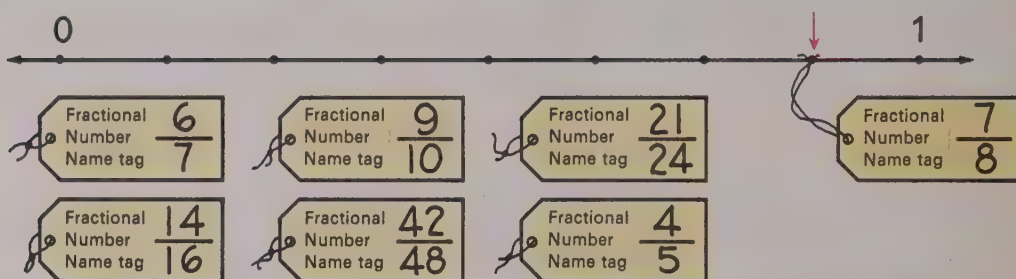 0 1
Fractional Number Name tag 6/7
Fractional Number Name tag 9/10
Fractional Number Name tag 21/24
Fractional Number Name tag 7/8
Fractional Number Name tag 14/16
Fractional Number Name tag 42/48
Fractional Number Name tag 4/5